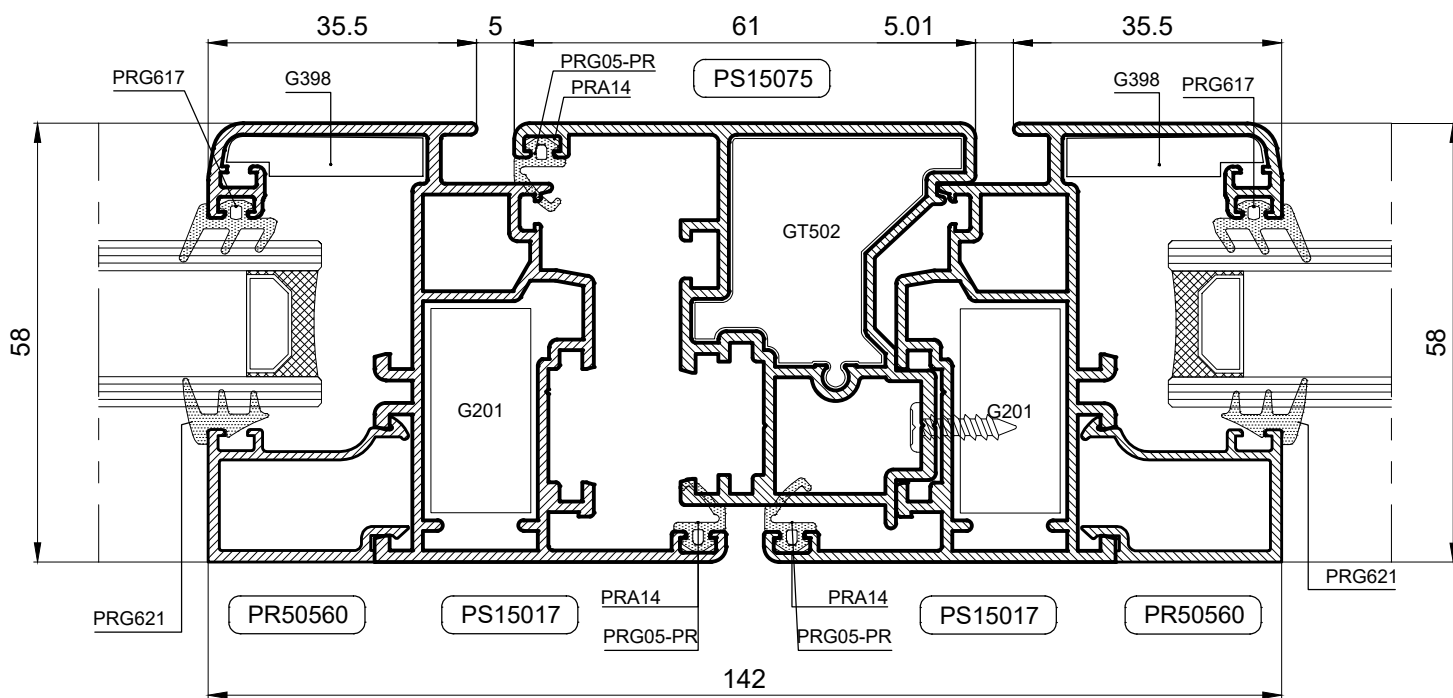 35.5 5 61 5.01 35.5
PRG617 G398 PRG05-PR PS15075 G398 PRG617
PRA14
GT502
58 58
G201 G201
PRG621 PR50560 PS15017 PRA14 PRA14 PS15017 PR50560 PRG621
PRG05-PR PRG05-PR
142